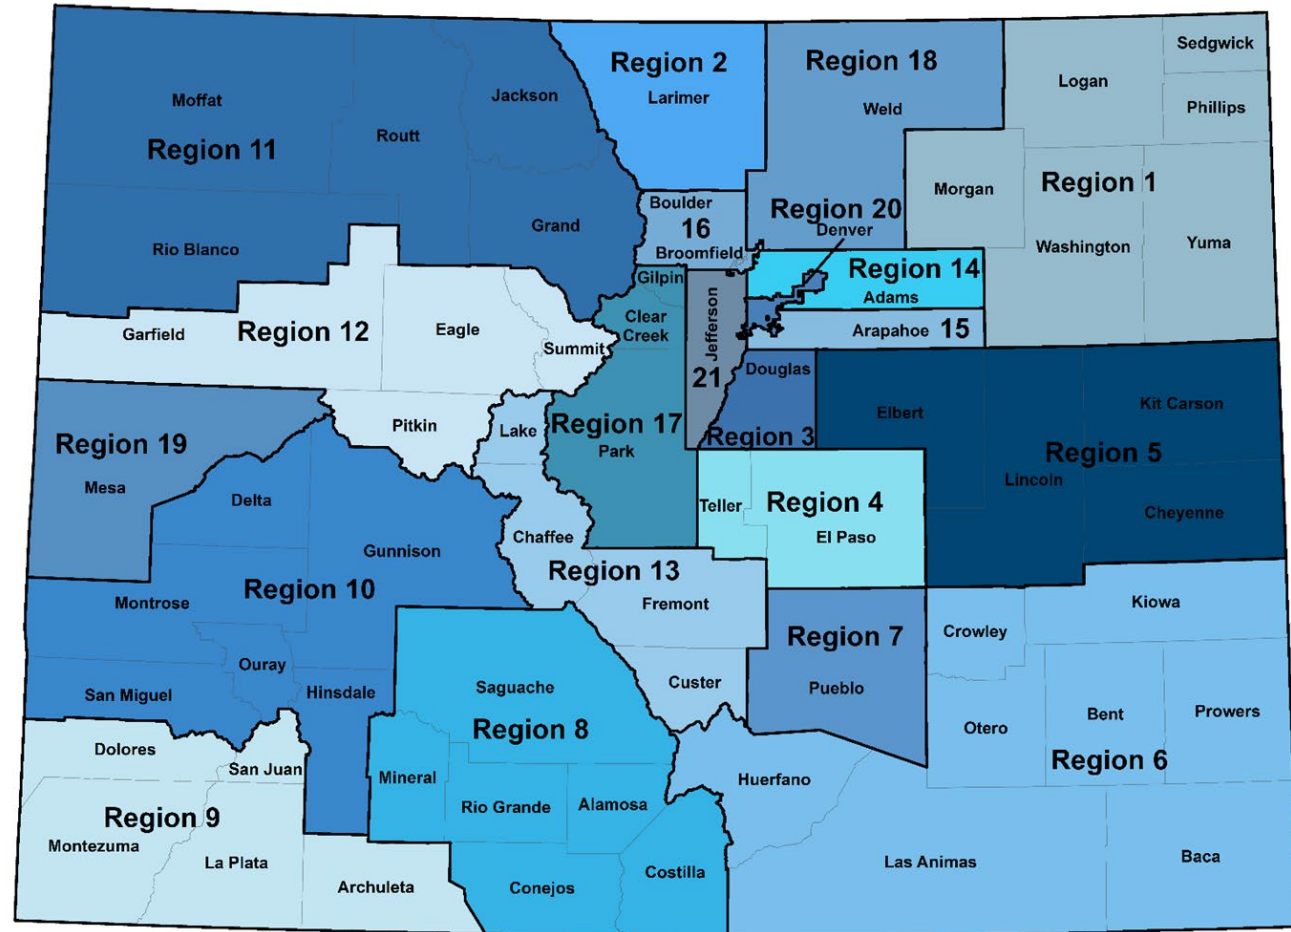 Region 2
Larimer
Region 18
Weld
Logan
Sedgwick
Phillips
Moffat
Jackson
Routt
Region 11
Morgan
Region 1
Washington
Yuma
Rio Blanco
Grand
Boulder
16
Broomfield
Region 20
Denver
Gilpin
Region 14
Adams
Garfield
Region 12
Eagle
Summit
Clear
Creek
Jefferson
21
Arapahoe
15
Douglas
Region 3
Elbert
Kit Carson
Region 5
Lincoln
Cheyenne
Region 19
Mesa
Pitkin
Lake
Region 17
Park
Teller
Region 4
El Paso
Delta
Gunnison
Chaffee
Region 10
Region 13
Fremont
Montrose
Ouray
San Miguel
Hinsdale
Custer
Region 7
Pueblo
Crowley
Kiowa
Otero
Bent
Prowers
Region 6
Saguache
Region 8
Mineral
Rio Grande
Alamosa
Huerfano
Dolores
San Juan
Region 9
Montezuma
La Plata
Archuleta
Conejos
Costilla
Las Animas
Baca